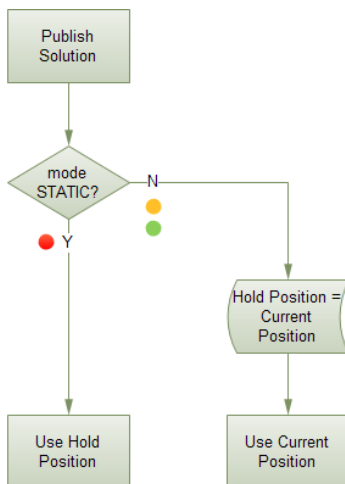 Publish
Solution
mode
STATIC?
N
Y
Hold Position =
Current
Position
Use Hold
Position
Use Current
Position